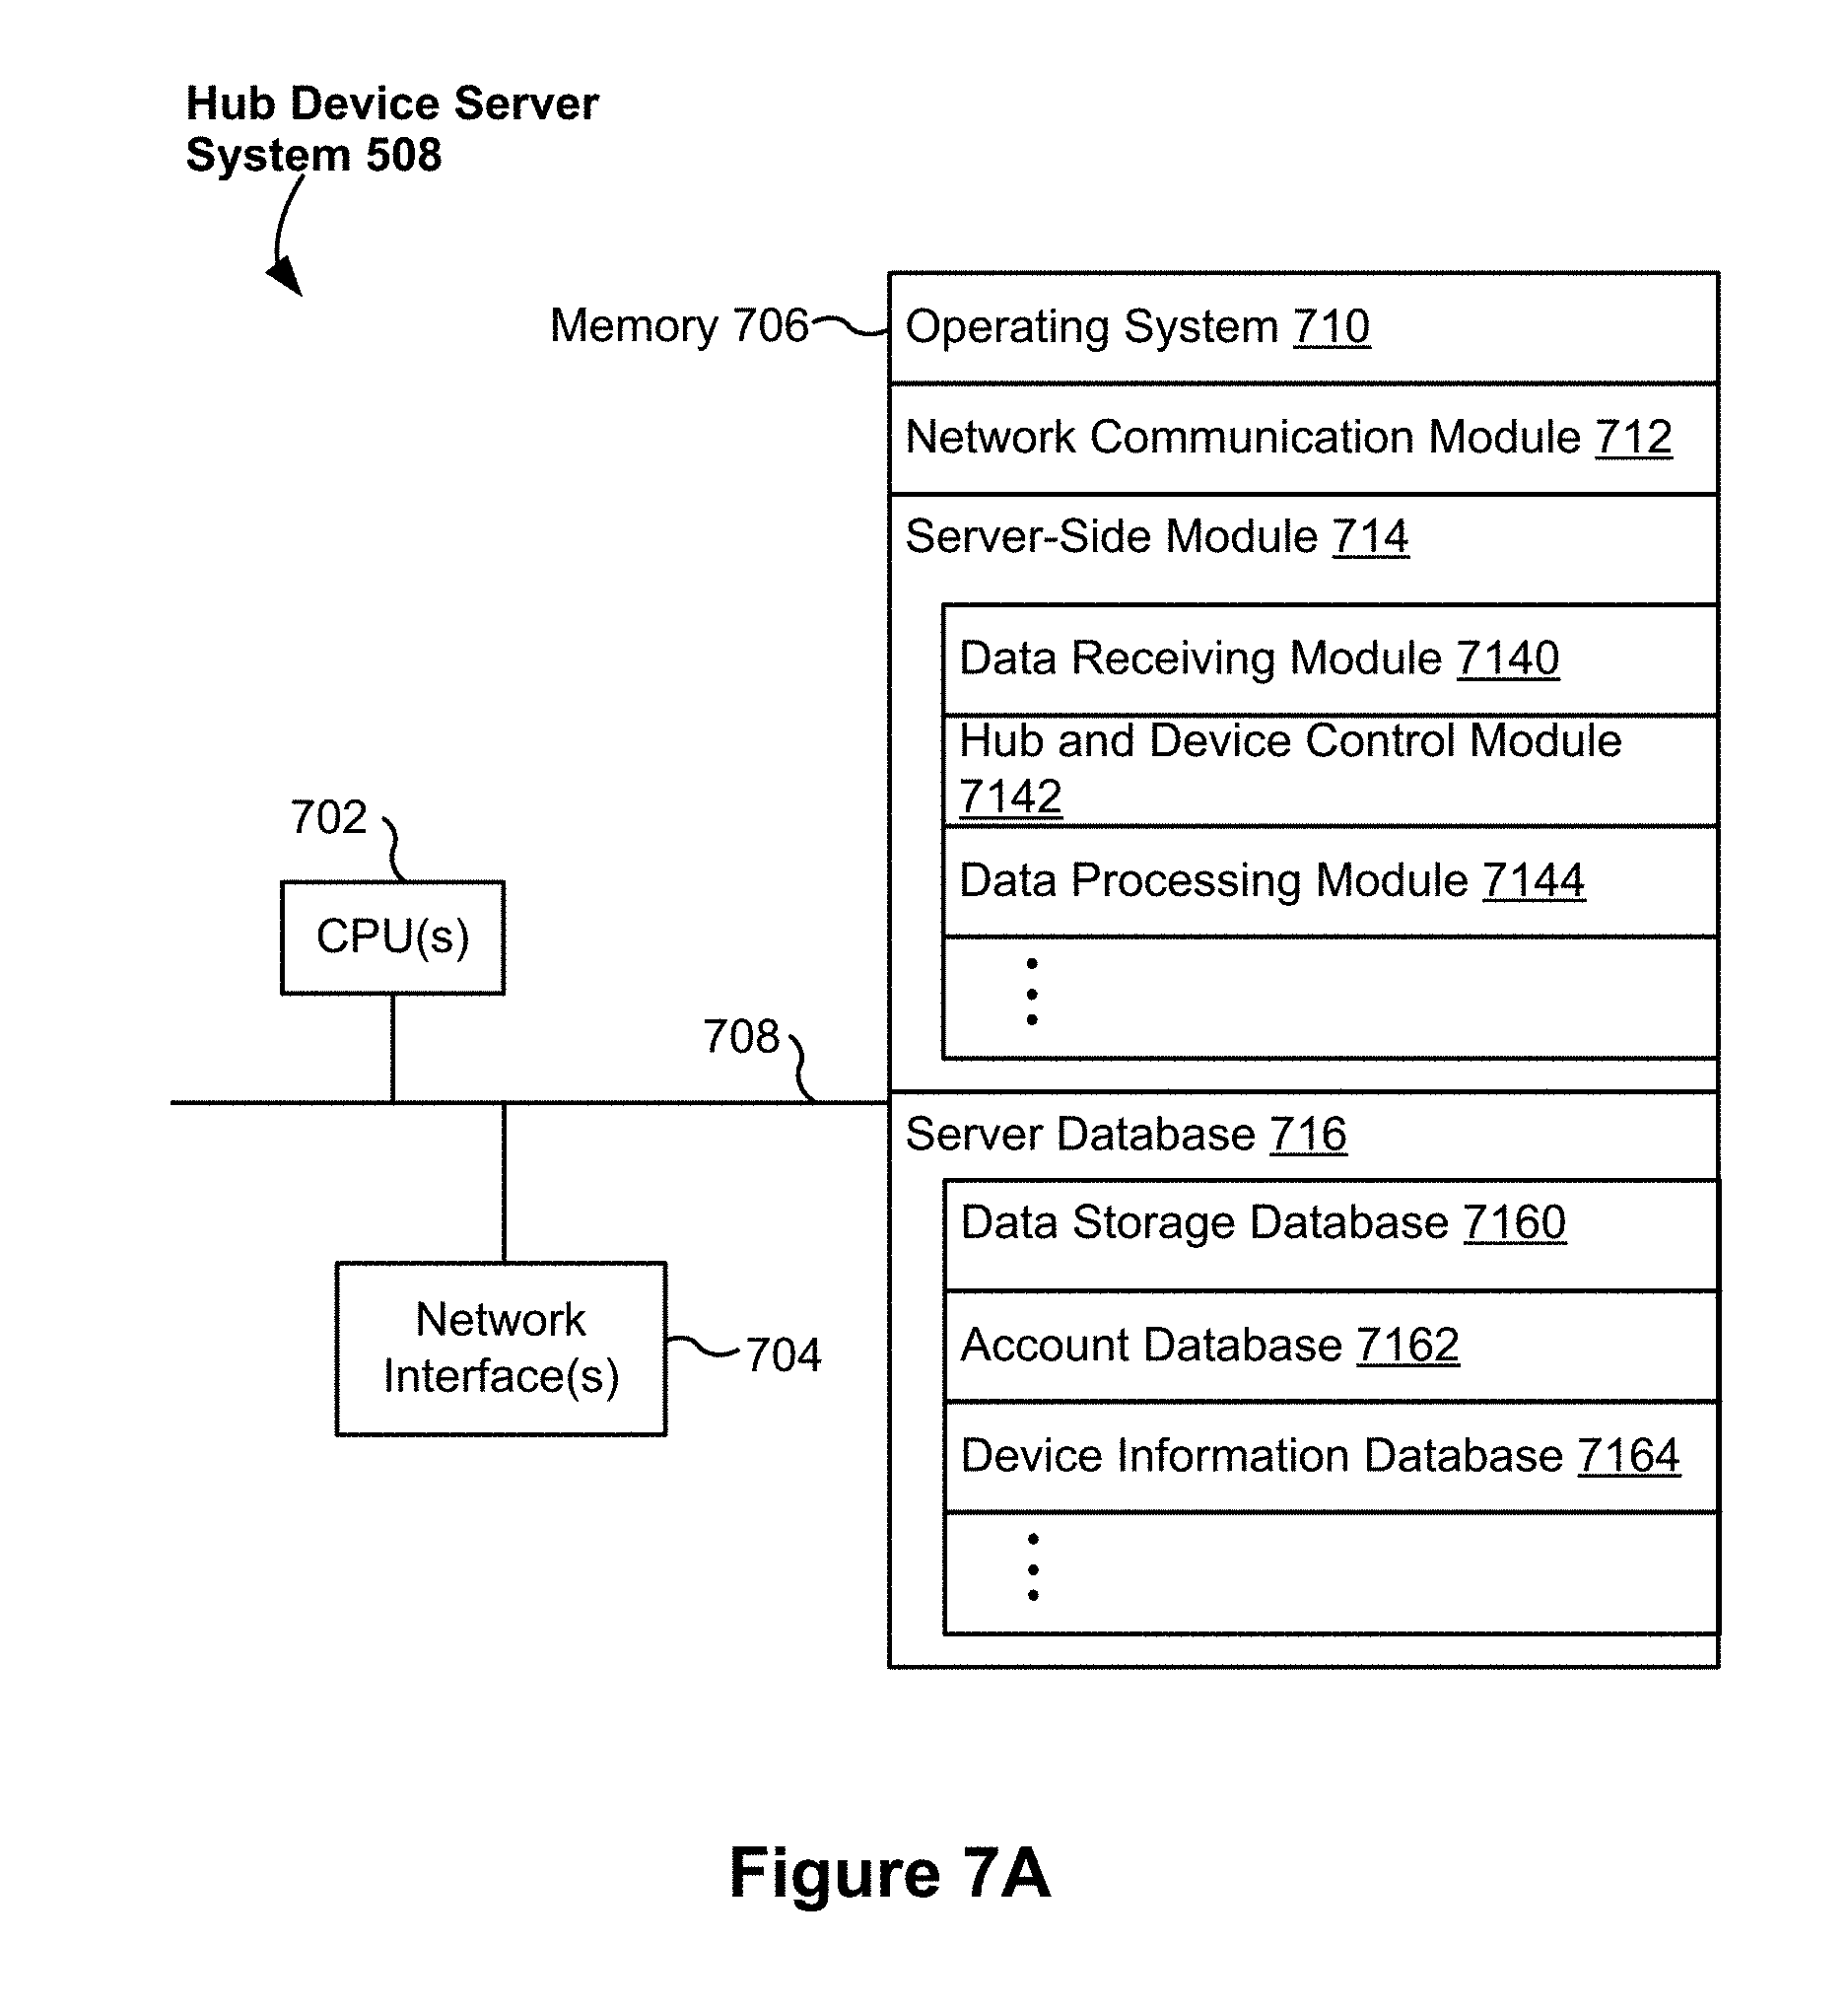 Hub Device Server
System 508
Memory 706
Operating System 710
Network Communication Module 712
Server-Side Module 714
Data Receiving Module 7140
Hub and Device Control Module
7142
Data Processing Module 7144
702
CPU(s)
708
Server Database 716
Data Storage Database 7160
Network
Interface(s)
704
Account Database 7162
Device Information Database 7164
Figure 7A